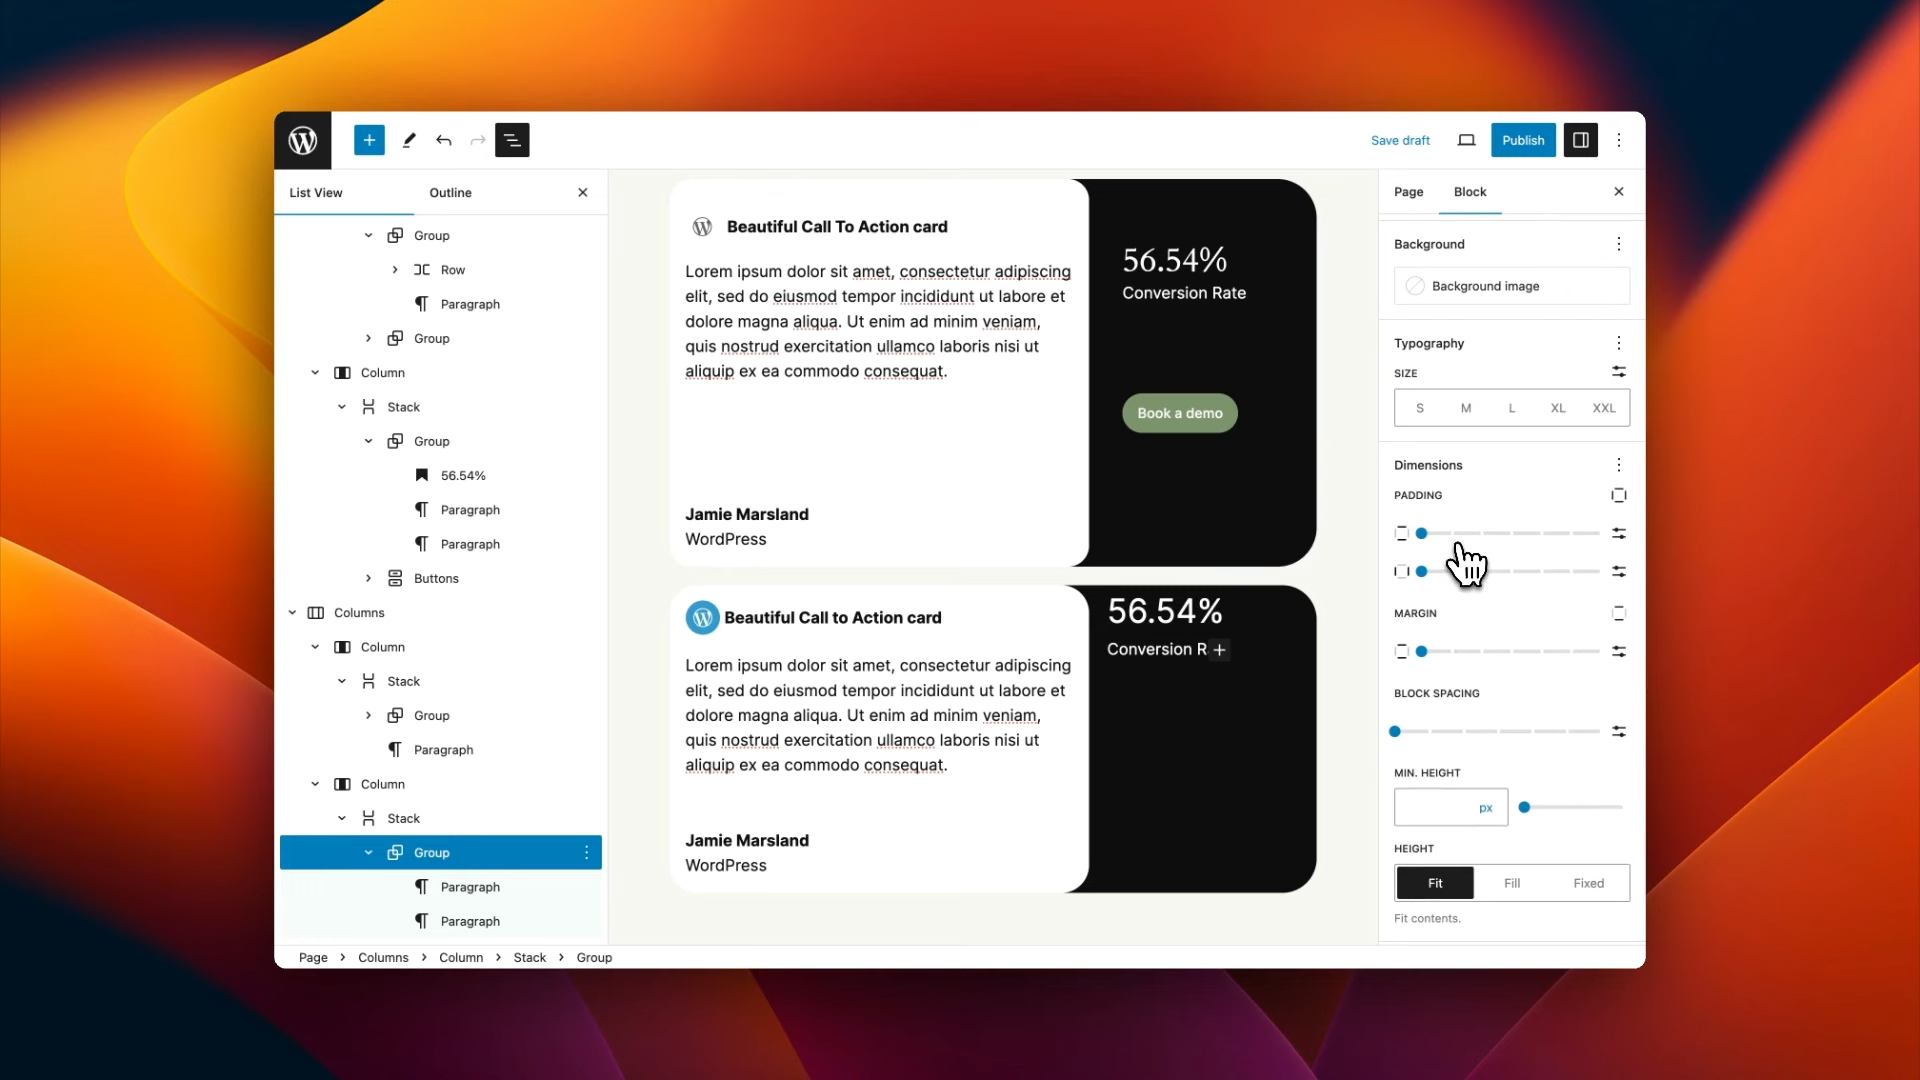 Save draft
Publish
List View
Outline
Group
Row
Paragraph
Group
Column
Stack
Group
56.54%
Paragraph
Paragraph
Buttons
Columns
Column
Stack
Group
Paragraph
Column
Stack
Group
Paragraph
Paragraph
Beautiful Call To Action card
Lorem ipsum dolor sit amet, consectetur adipiscing
elit, sed do eiusmod tempor incididunt ut labore et
dolore magna aliqua. Ut enim ad minim veniam,
quis nostrud exercitation ullamco laboris nisi ut
aliquip ex ea commodo consequat.
Jamie Marsland
WordPress
56.54%
Conversion Rate
Book a demo
Beautiful Call to Action card
Lorem ipsum dolor sit amet, consectetur adipiscing
elit, sed do eiusmod tempor incididunt ut labore et
dolore magna aliqua. Ut enim ad minim veniam,
quis nostrud exercitation ullamco laboris nisi ut
aliquip ex ea commodo consequat.
Jamie Marsland
WordPress
56.54%
Conversion R
Page
Block
Background
Background image
Typography
SIZE
S M L XL XXL
Dimensions
PADDING
MARGIN
BLOCK SPACING
MIN. HEIGHT
px
HEIGHT
Fit Fill Fixed
Fit contents.
Page > Columns > Column > Stack > Group